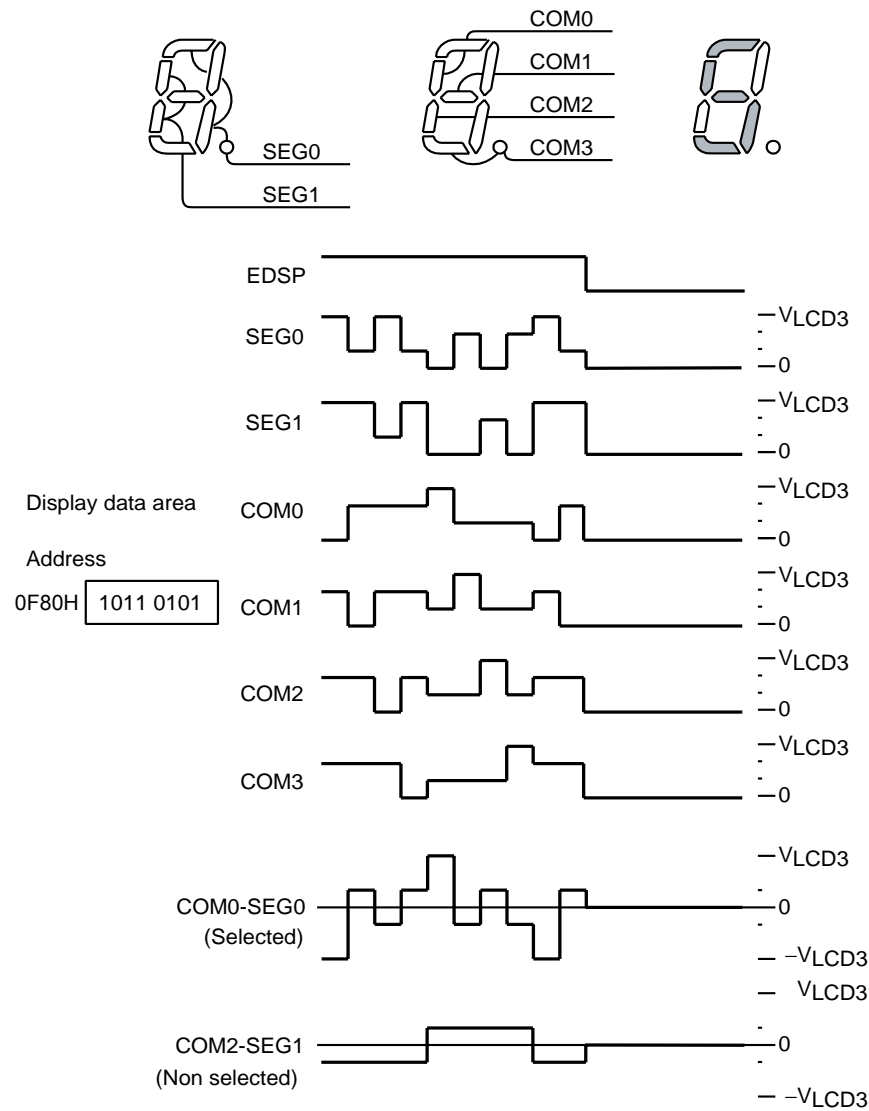 COM0
COM1
COM2
COM3
SEG0
SEG1
EDSP
SEG0
VLCD3
0
SEG1
VLCD3
0
Display data area
Address
0F80H 1011 0101
COM0
VLCD3
0
COM1
VLCD3
0
COM2
VLCD3
0
COM3
VLCD3
0
COM0-SEG0
(Selected)
VLCD3
0
−VLCD3
COM2-SEG1
(Non selected)
VLCD3
0
−VLCD3